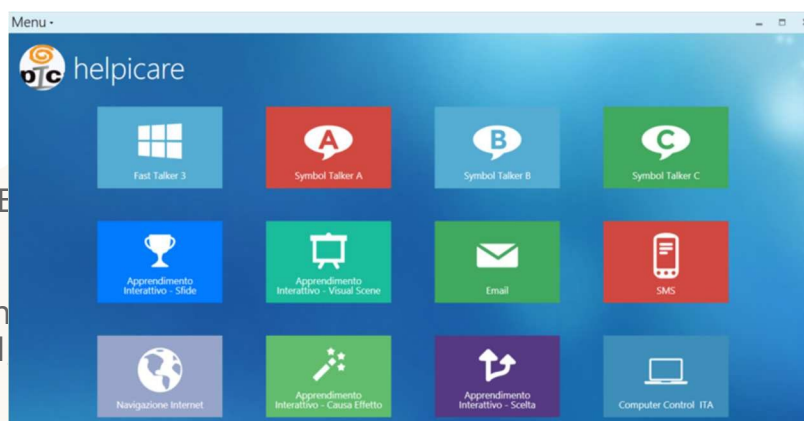 Menu
DTC helpicare
Fast Talker 3
A
Symbol Talker A
B
Symbol Talker B
C
Symbol Talker C
Apprendimento
Interattivo - Sfide
Apprendimento
Interattivo - Visual Scene
Email
SMS
Navigazione Internet
Apprendimento
Interattivo - Causa Effetto
Apprendimento
Interattivo - Scelta
Computer Control ITA